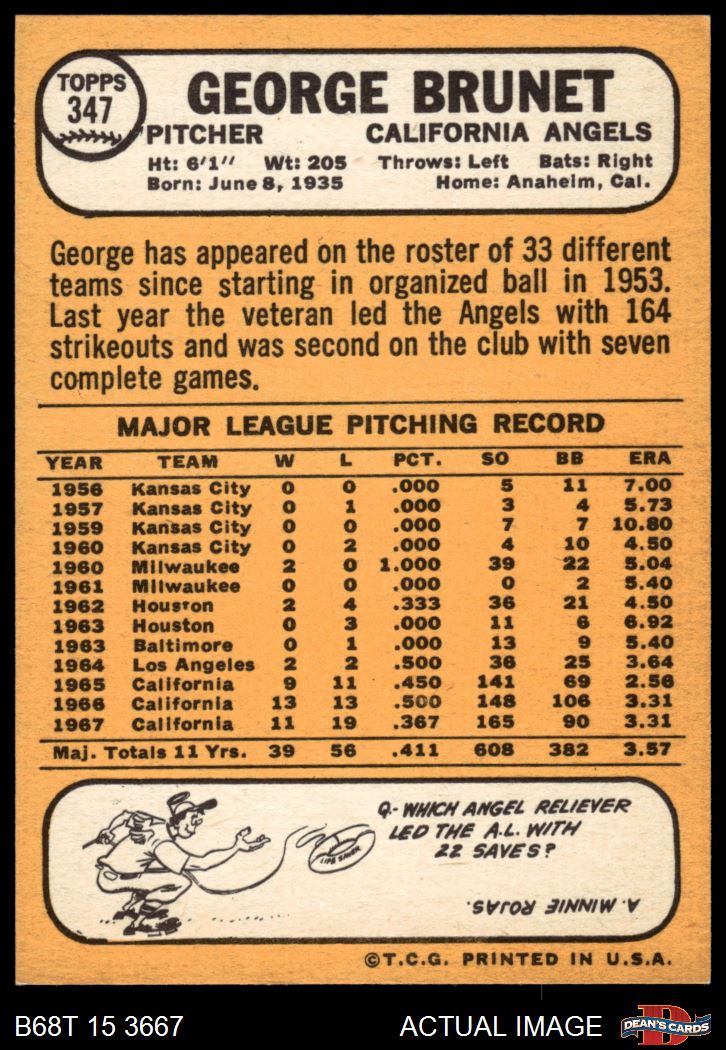 TOPPS
347
GEORGE BRUNET
PITCHER CALIFORNIA ANGELS
Ht: 6'1'' Wt: 205 Throws: Left Bats: Right
Born: June 8, 1935 Home: Anaheim, Cal.
George has appeared on the roster of 33 different
teams since starting in organized ball in 1953.
Last year the veteran led the Angels with 164
strikeouts and was second on the club with seven
complete games.
MAJOR LEAGUE PITCHING RECORD
YEAR TEAM W L PCT. SO BB ERA
1956 Kansas City 0 0 .000 5 11 7.00
1957 Kansas City 0 1 .000 3 4 5.73
1959 Kansas City 0 0 .000 7 7 10.80
1960 Kansas City 0 2 .000 4 10 4.50
1960 Milwaukee 2 0 1.000 39 22 5.04
1961 Milwaukee 0 0 .000 0 2 5.40
1962 Houston 2 4 .333 36 21 4.50
1963 Houston 0 3 .000 11 6 6.92
1963 Baltimore 0 1 .000 13 9 5.40
1964 Los Angeles 2 2 .500 36 25 3.64
1965 California 9 11 .450 141 69 2.56
1966 California 13 13 .500 148 106 3.31
1967 California 11 19 .367 165 90 3.31
Maj. Totals 11 Yrs. 39 56 .411 608 382 3.57
Q- WHICH ANGEL RELIEVER
LED THE A.L. WITH
22 SAVES?
LIFE SAVER
A. MINNIE ROJAS.
©T.C.G. PRINTED IN U.S.A.
B68T 15 3667 ACTUAL IMAGE
D
DEAN'S CARDS